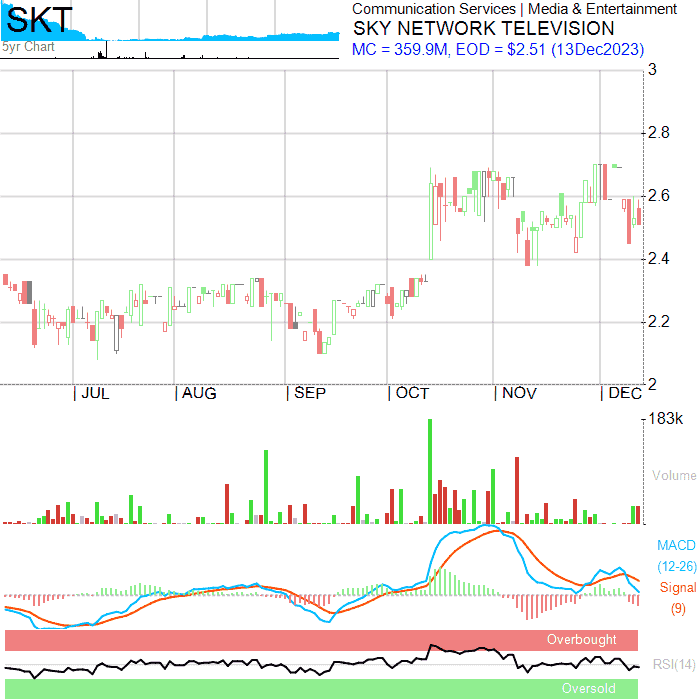 SKT
5yr Chart
Communication Services | Media & Entertainment
SKY NETWORK TELEVISION
MC = 359.9M, EOD = $2.51 (13Dec2023)
3
2.8
2.6
2.4
2.2
2
| JUL | AUG | SEP | OCT | NOV | DEC
183k
Volume
MACD
(12-26)
Signal
(9)
Overbought
RSI(14)
Oversold